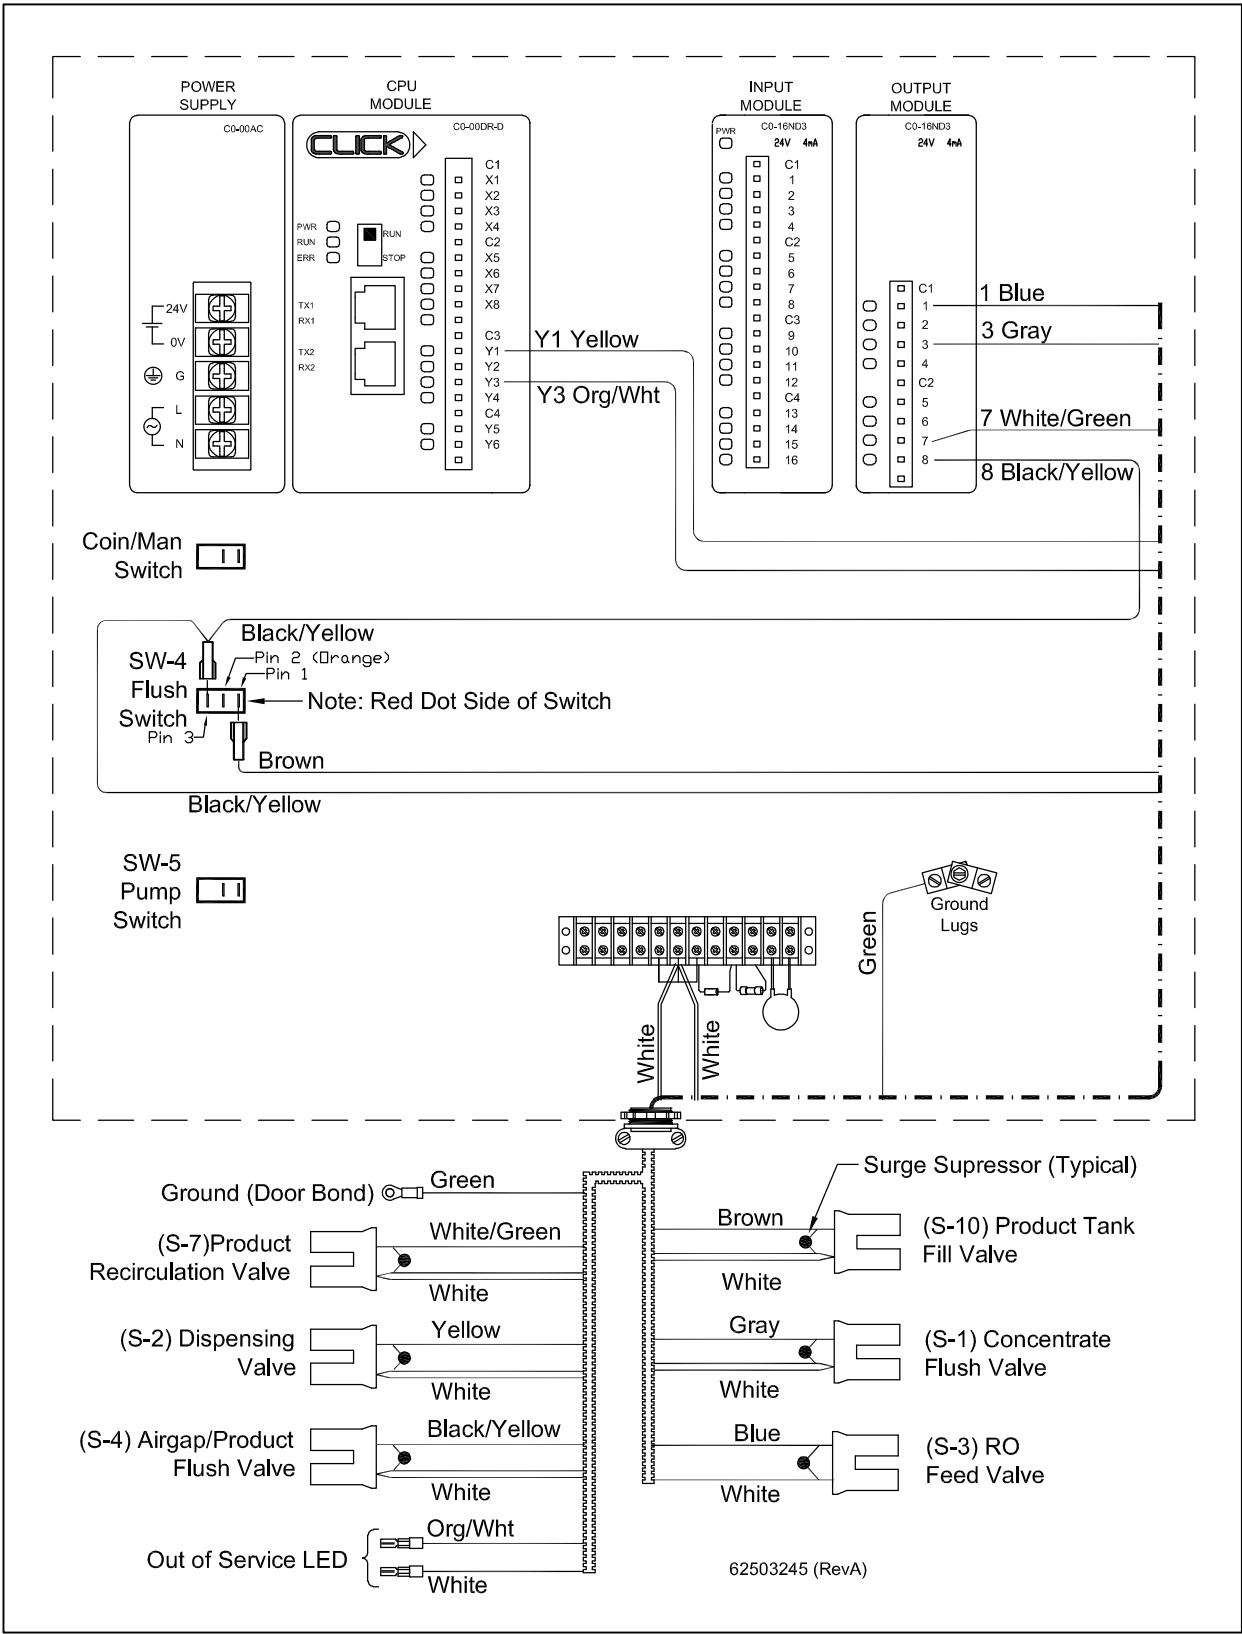 POWER
SUPPLY
C0-00AC
24V
0V
G
L
N
CPU
MODULE
C0-00DR-D
CLICK
PWR
RUN
ERR
RUN
STOP
TX1
RX1
TX2
RX2
C1
X1
X2
X3
X4
C2
X5
X6
X7
X8
C3
Y1
Y2
Y3
Y4
C4
Y5
Y6
Y1 Yellow
Y3 Org/Wht
INPUT
MODULE
PWR
C0-16ND3
24V 4mA
C1
1
2
3
4
C2
5
6
7
8
C3
9
10
11
12
C4
13
14
15
16
OUTPUT
MODULE
C0-16ND3
24V 4mA
C1
1
2
3
4
C2
5
6
7
8
1 Blue
3 Gray
7 White/Green
8 Black/Yellow
Coin/Man
Switch
Black/Yellow
SW-4
Flush
Switch
Pin 2 (Orange)
Pin 1
Note: Red Dot Side of Switch
Pin 3
Brown
Black/Yellow
SW-5
Pump
Switch
Ground
Lugs
Green
White
White
Ground (Door Bond)
Green
(S-7)Product
Recirculation Valve
White/Green
White
(S-2) Dispensing
Valve
Yellow
White
(S-4) Airgap/Product
Flush Valve
Black/Yellow
White
Out of Service LED
Org/Wht
White
Surge Supressor (Typical)
Brown
White
(S-10) Product Tank
Fill Valve
Gray
White
(S-1) Concentrate
Flush Valve
Blue
White
(S-3) RO
Feed Valve
62503245 (RevA)